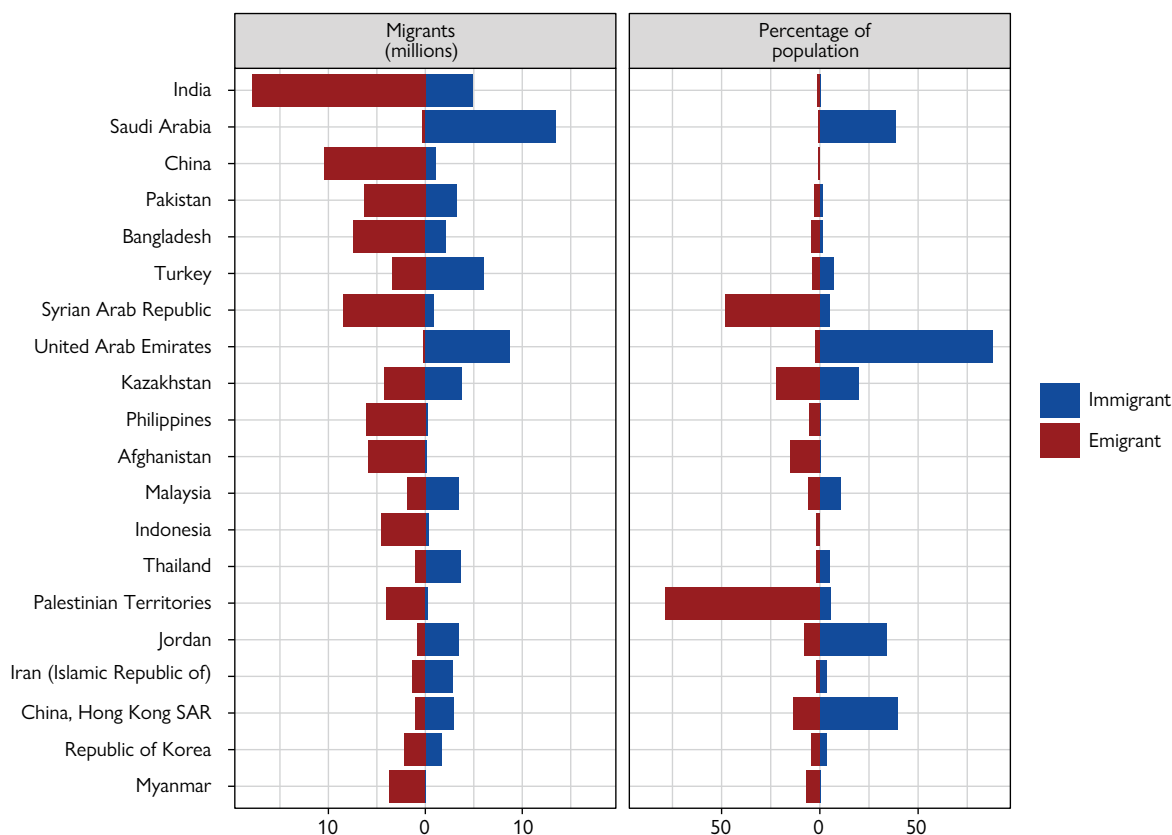 Migrants
(millions)
Percentage of
population
India
Saudi Arabia
China
Pakistan
Bangladesh
Turkey
Syrian Arab Republic
United Arab Emirates
Kazakhstan
Philippines
Afghanistan
Malaysia
Indonesia
Thailand
Palestinian Territories
Jordan
Iran (Islamic Republic of)
China, Hong Kong SAR
Republic of Korea
Myanmar
10 0 10
50 0 50
Immigrant
Emigrant